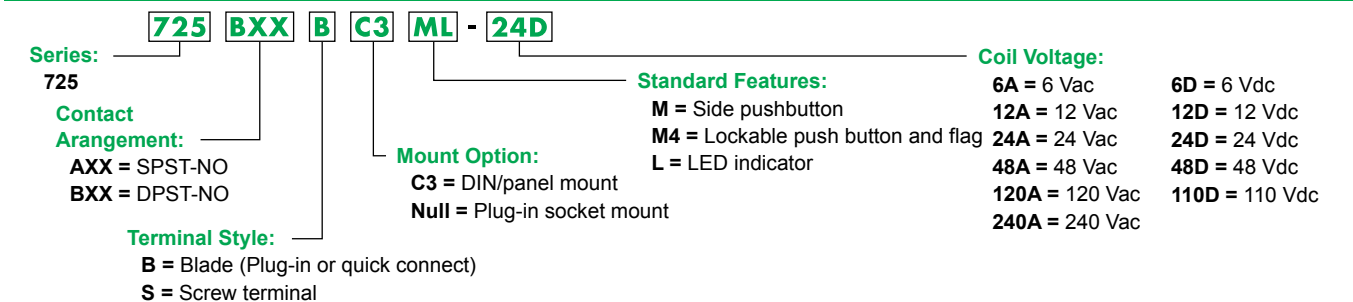 725 BXX B C3 ML - 24D
Series:
725
Contact
Arangement:
AXX = SPST-NO
BXX = DPST-NO
Terminal Style:
B = Blade (Plug-in or quick connect)
S = Screw terminal
Mount Option:
C3 = DIN/panel mount
Null = Plug-in socket mount
Standard Features:
M = Side pushbutton
M4 = Lockable push button and flag
L = LED indicator
Coil Voltage:
6A = 6 Vac 6D = 6 Vdc
12A = 12 Vac 12D = 12 Vdc
24A = 24 Vac 24D = 24 Vdc
48A = 48 Vac 48D = 48 Vdc
120A = 120 Vac 110D = 110 Vdc
240A = 240 Vac